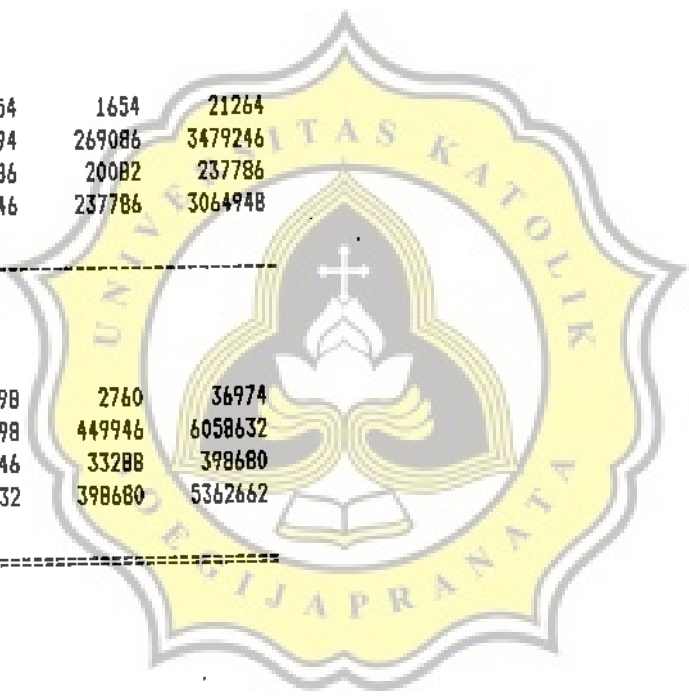 54 1654 21264
94 269086 3479246
86 20082 237786
46 237786 3064948
------------------------------
98 2760 36974
98 449946 6058632
46 33288 398680
32 398680 5362662
==============================
UNIVERSITAS KATOLIK
SOEGIJAPRANATA